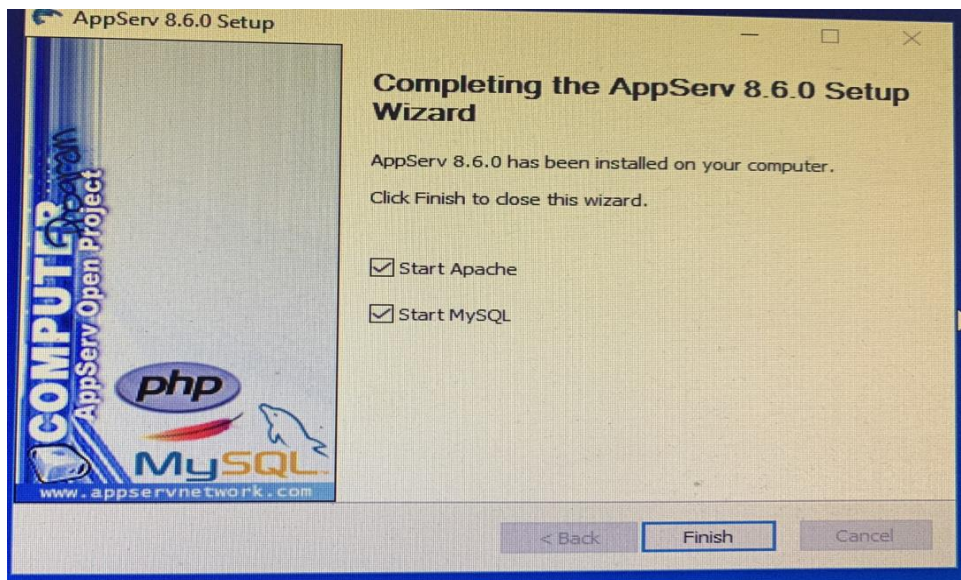 AppServ 8.6.0 Setup
Completing the AppServ 8.6.0 Setup
Wizard
AppServ 8.6.0 has been installed on your computer.
Click Finish to close this wizard.
Start Apache
Start MySQL
COMPUTER
Program
AppServ Open Project
php
MySQL
www.appservnetwork.com
< Back
Finish
Cancel